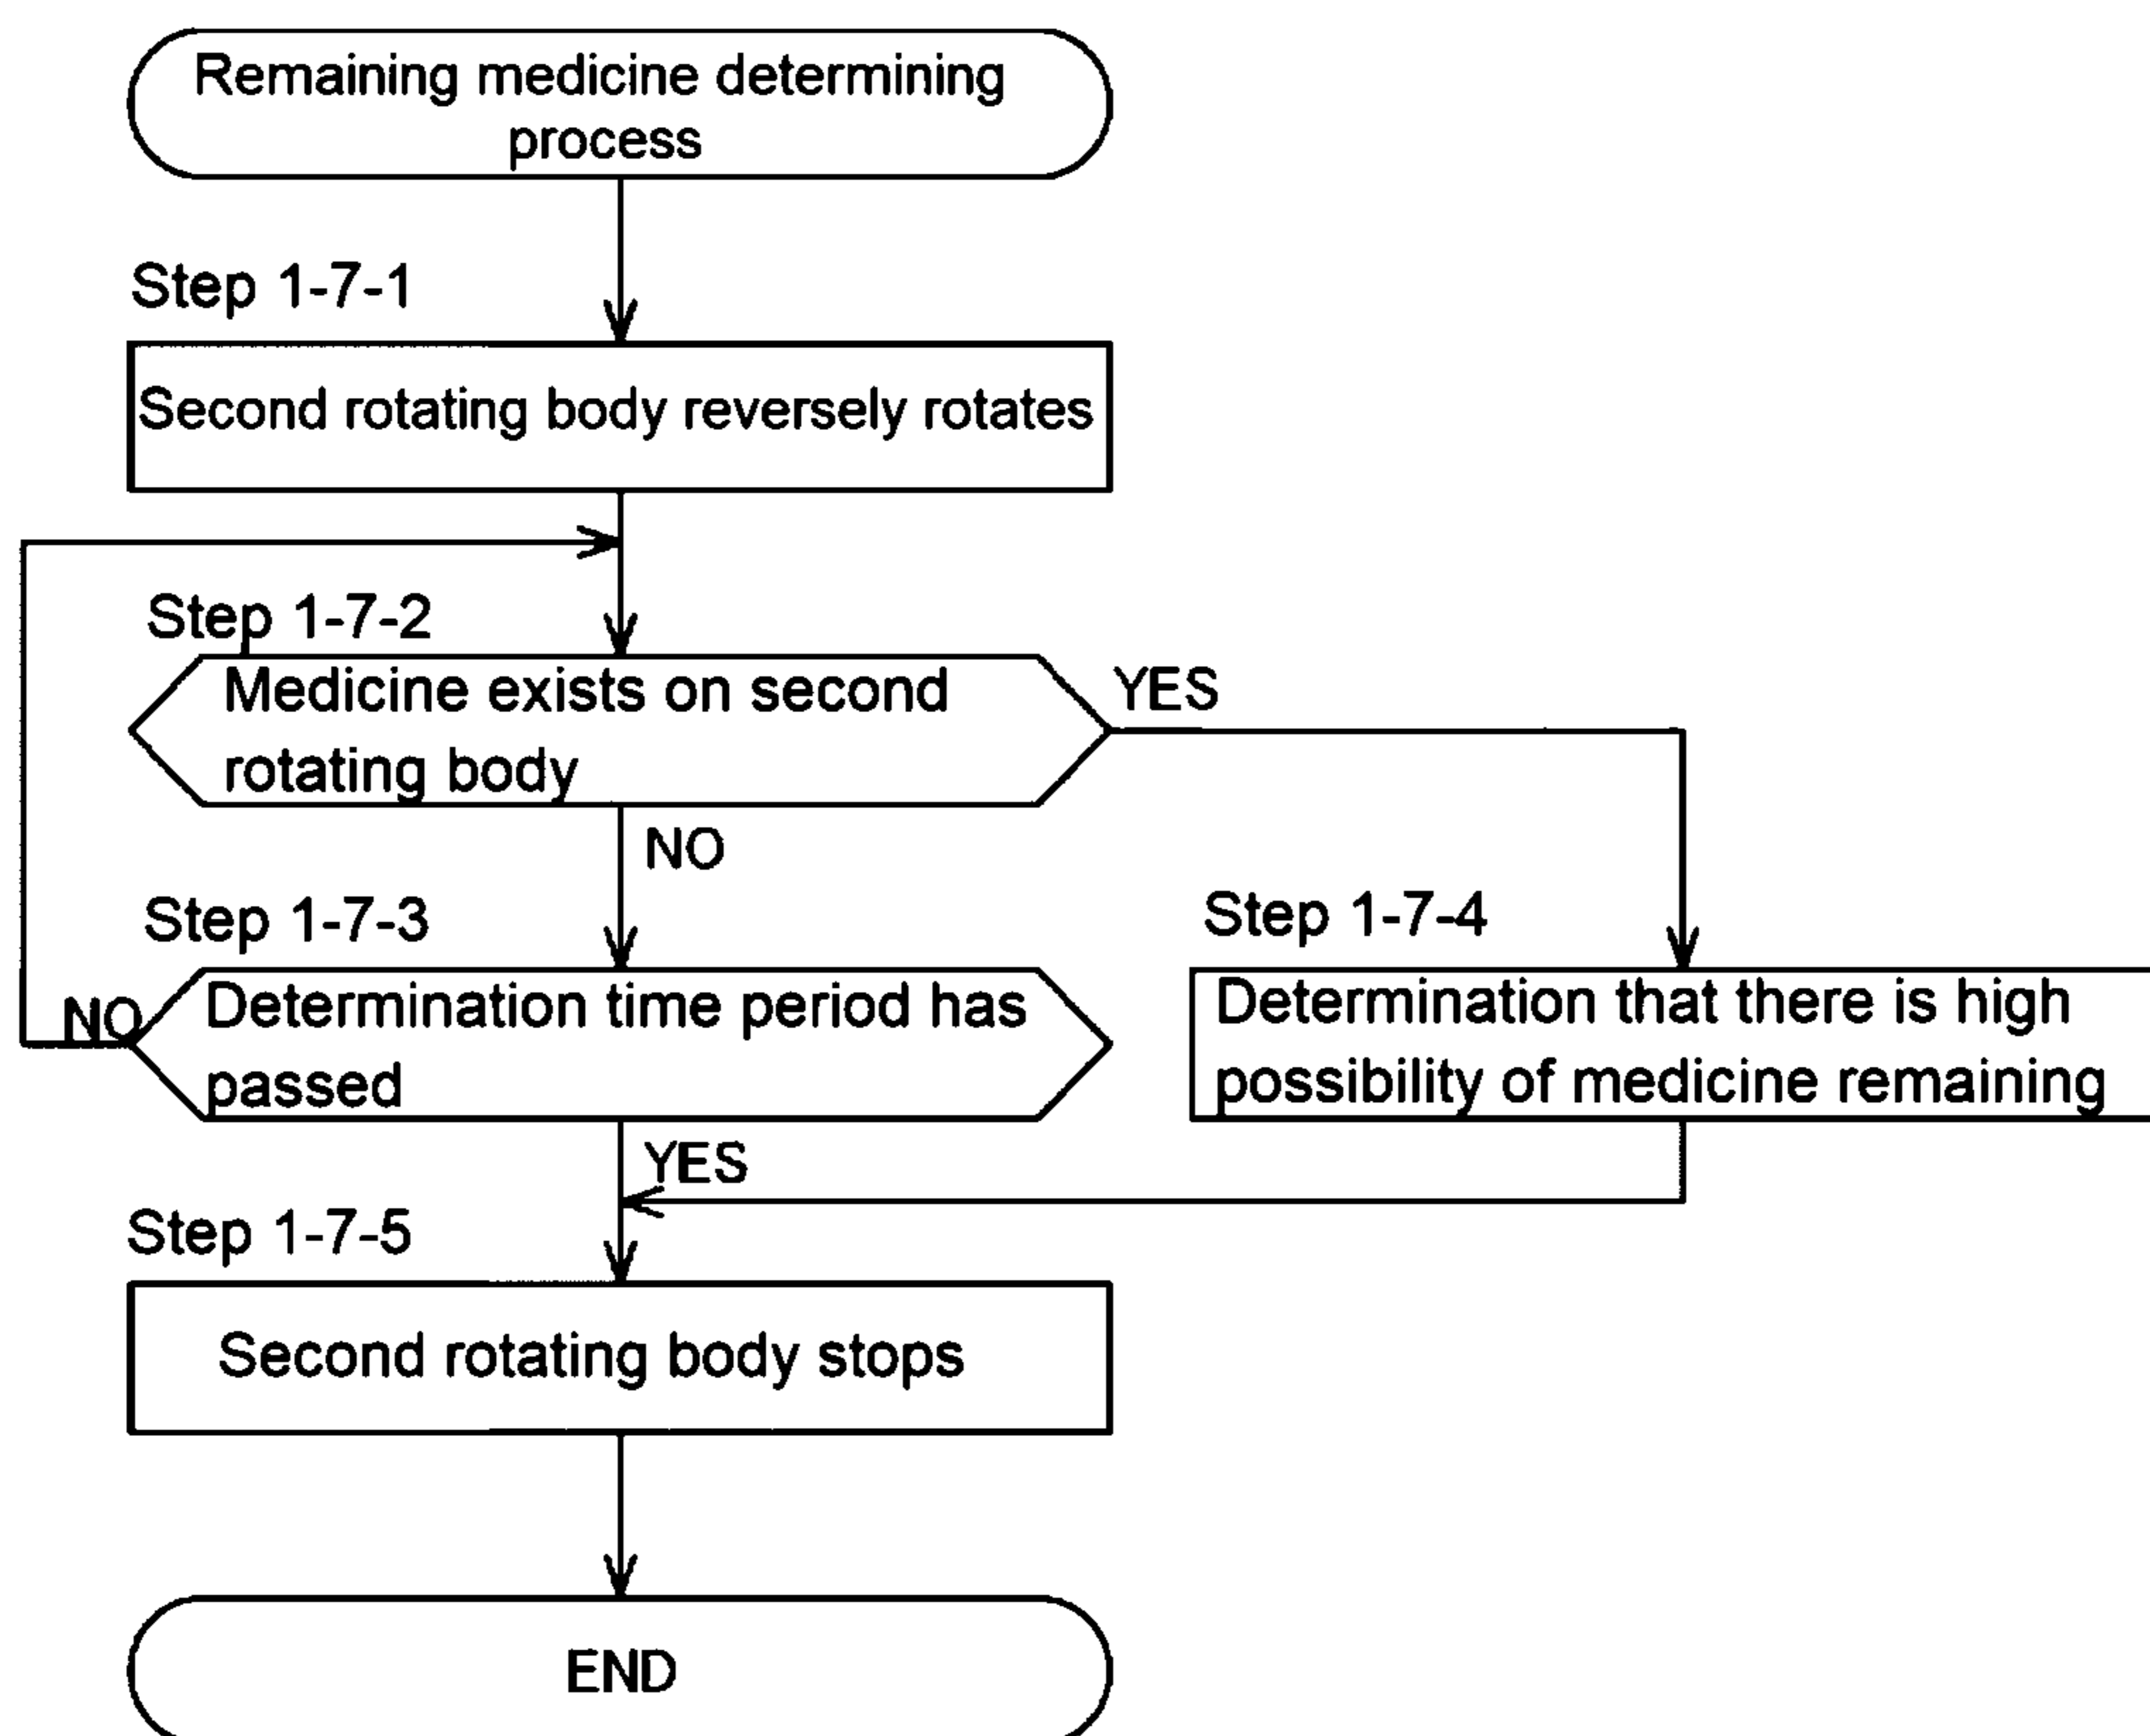 Remaining medicine determining
process
Step 1-7-1
Second rotating body reversely rotates
Step 1-7-2
Medicine exists on second
rotating body
YES
NO
Step 1-7-3
Determination time period has
passed
NO
Step 1-7-4
Determination that there is high
possibility of medicine remaining
YES
Step 1-7-5
Second rotating body stops
END